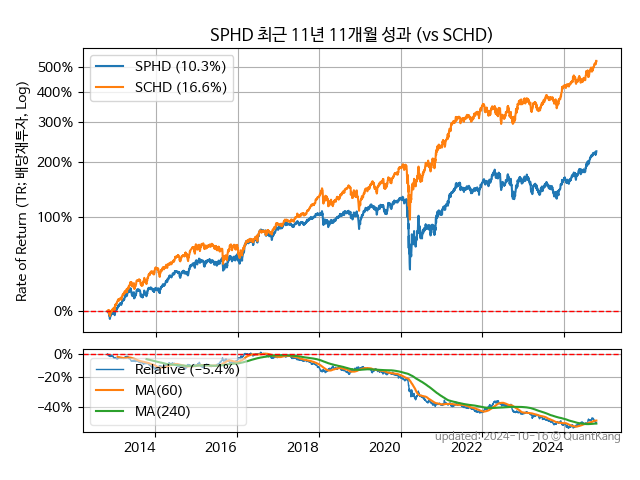 SPHD 최근 11년 11개월 성과 (vs SCHD)
Rate of Return (TR: 배당재투자, Log)
500%
400%
300%
200%
100%
0%
SPHD (10.3%)
SCHD (16.6%)
0%
−20%
−40%
Relative (−5.4%)
MA(60)
MA(240)
2014
2016
2018
2020
2022
2024
updated: 2024-10-16 © QuantKang